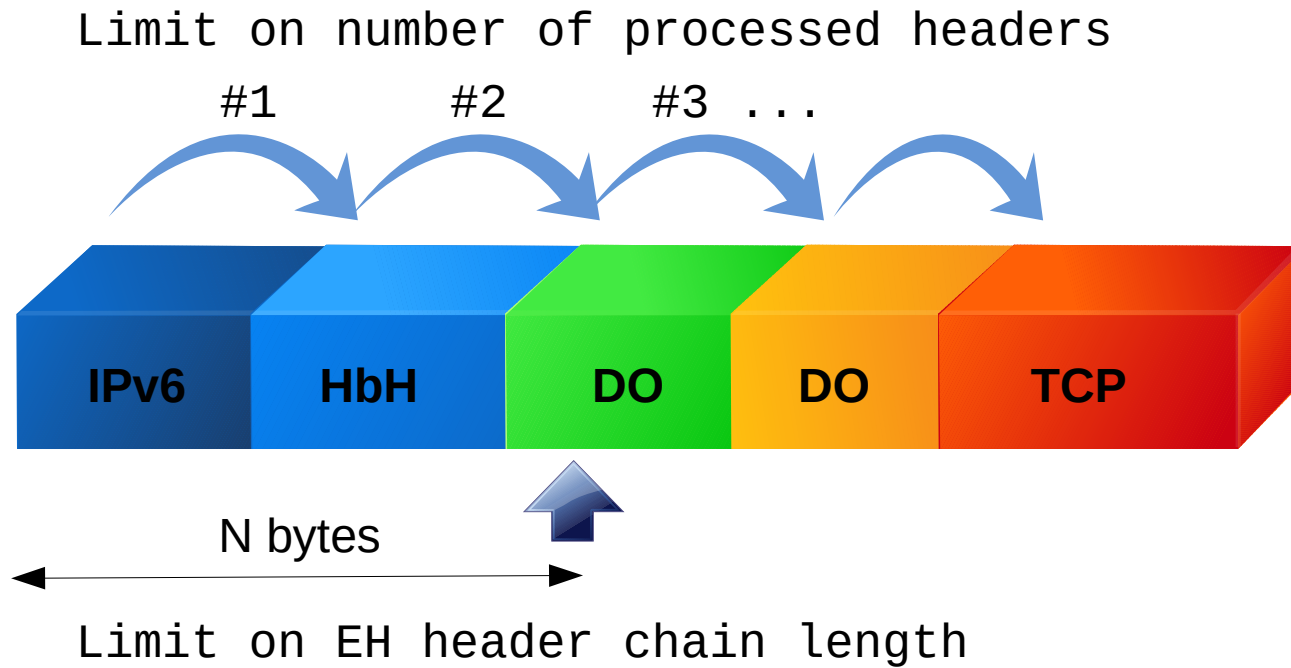 Limit on number of processed headers
#1 #2 #3 ...
IPv6 HbH DO DO TCP
N bytes
Limit on EH header chain length